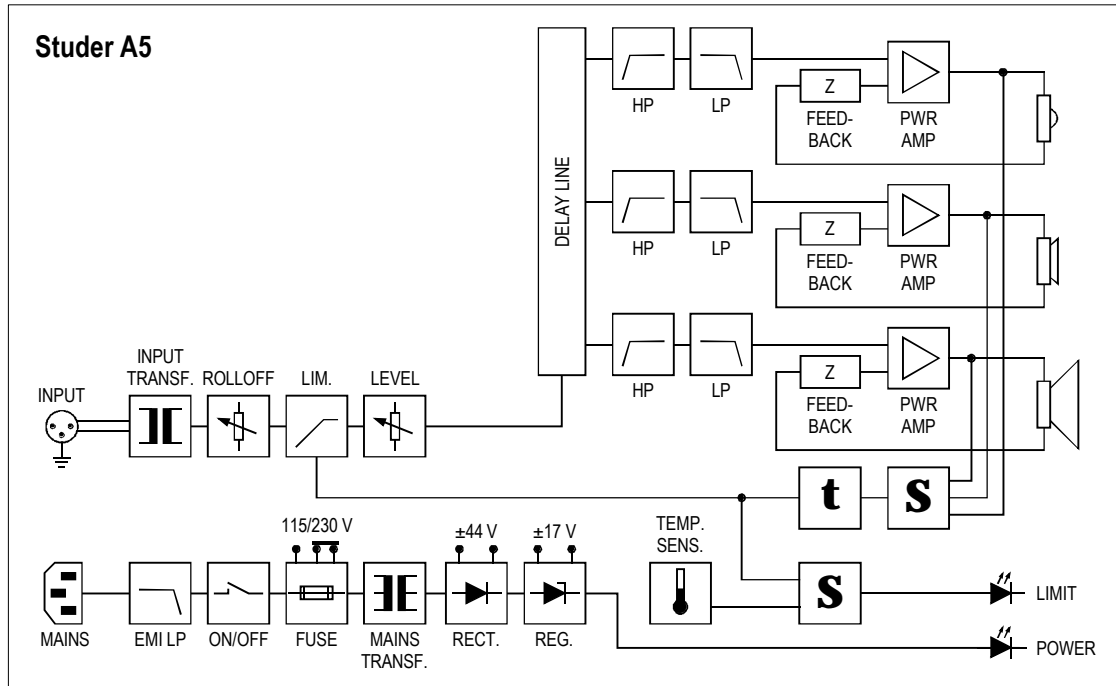 Studer A5
DELAY LINE
HP
LP
Z
FEED-
BACK
PWR
AMP
HP
LP
Z
FEED-
BACK
PWR
AMP
HP
LP
Z
FEED-
BACK
PWR
AMP
INPUT
INPUT
TRANSF.
ROLLOFF
LIM.
LEVEL
t
S
MAINS
EMI LP
ON/OFF
115/230 V
FUSE
MAINS
TRANSF.
±44 V
RECT.
±17 V
REG.
TEMP.
SENS.
S
LIMIT
POWER